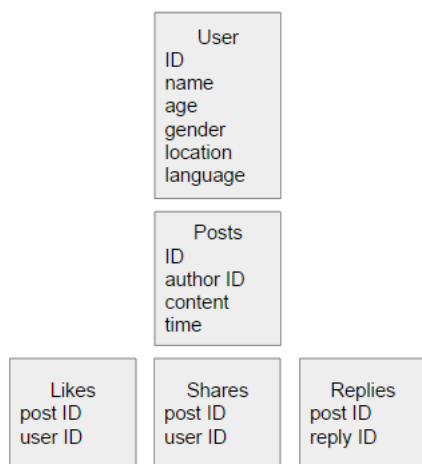 User
ID
name
age
gender
location
language
Posts
ID
author ID
content
time
Likes
post ID
user ID
Shares
post ID
user ID
Replies
post ID
reply ID